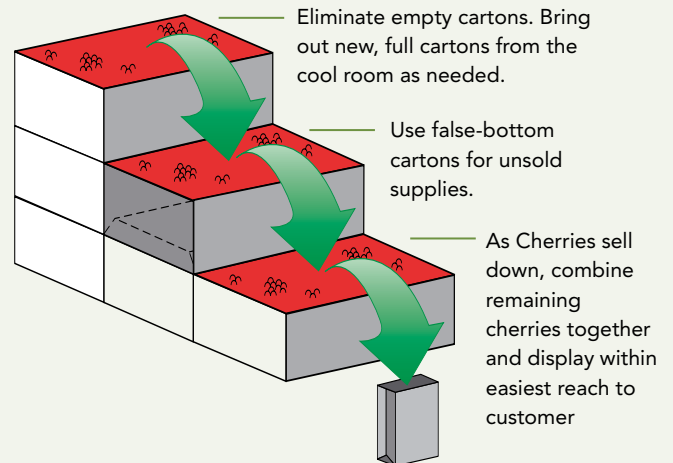 Eliminate empty cartons. Bring
out new, full cartons from the
cool room as needed.
Use false-bottom
cartons for unsold
supplies.
As Cherries sell
down, combine
remaining
cherries together
and display within
easiest reach to
customer